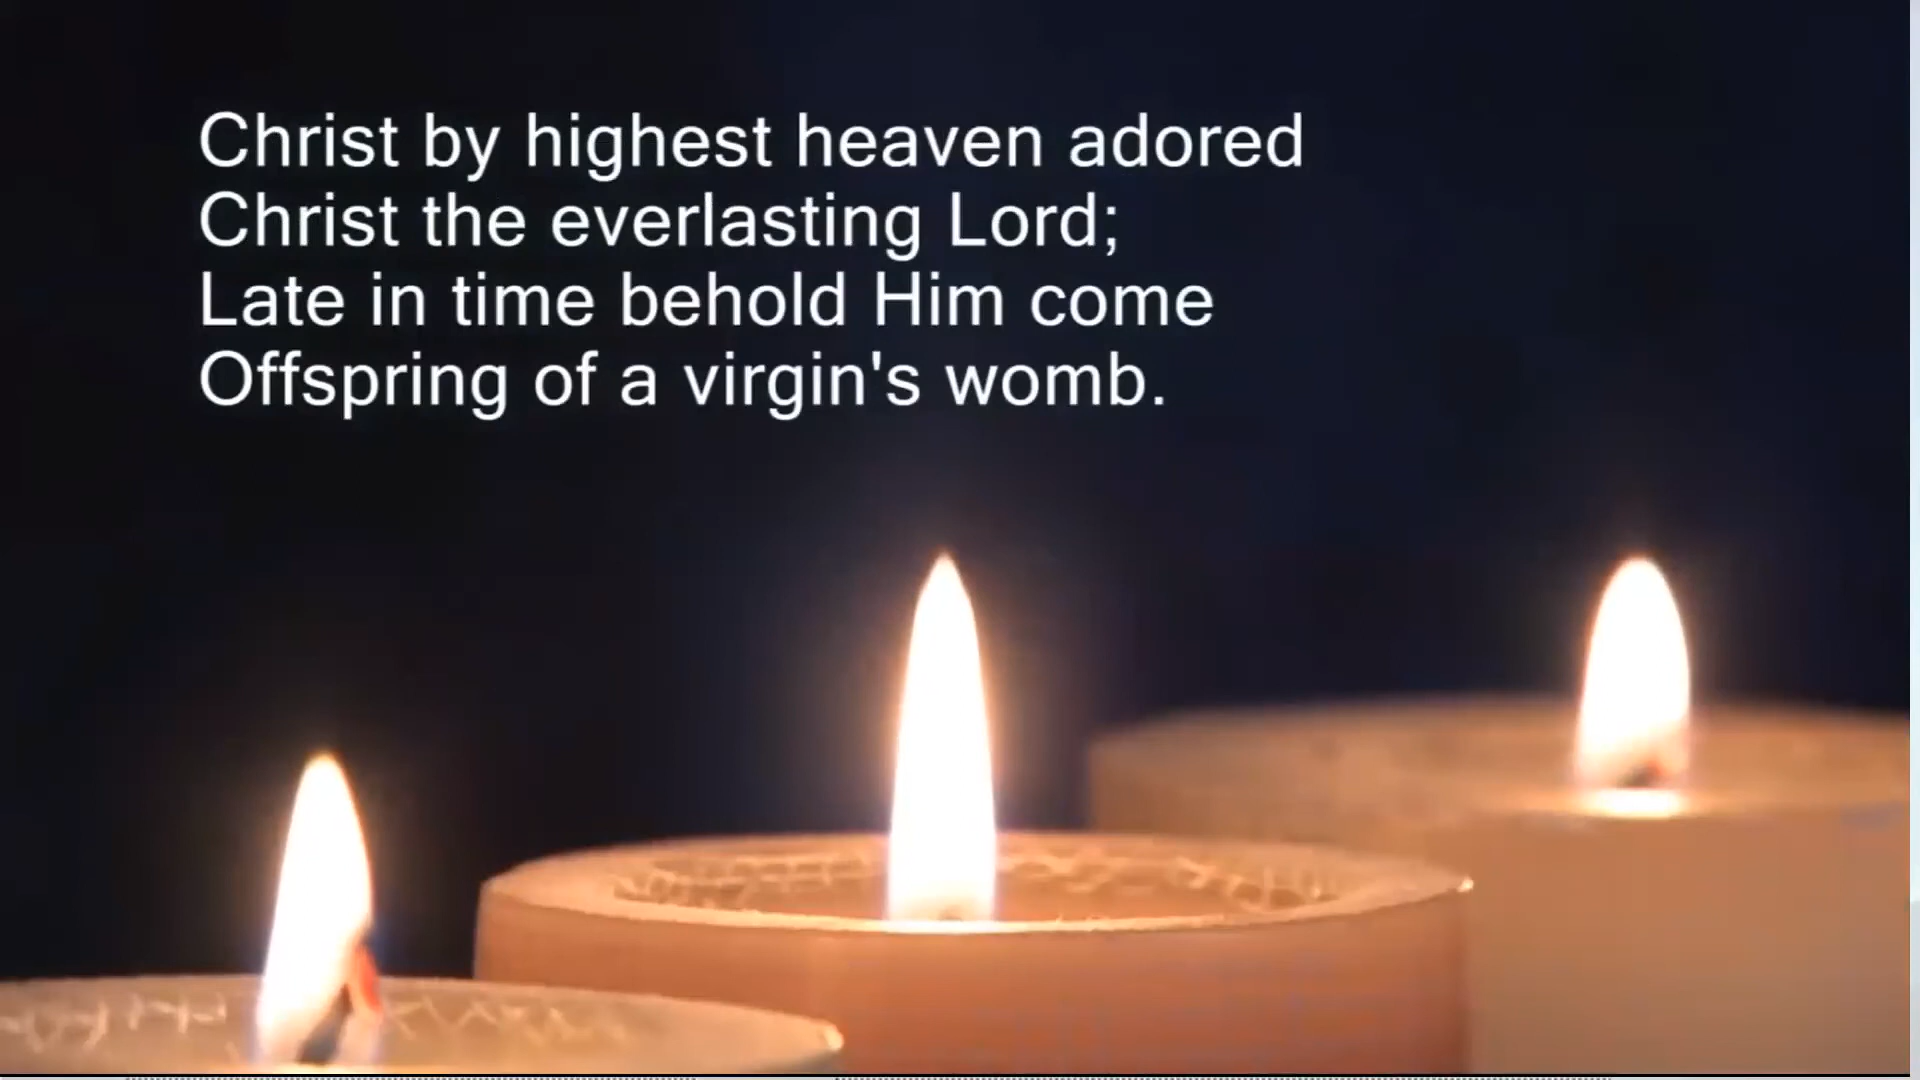 Christ by highest heaven adored
Christ the everlasting Lord;
Late in time behold Him come
Offspring of a virgin's womb.